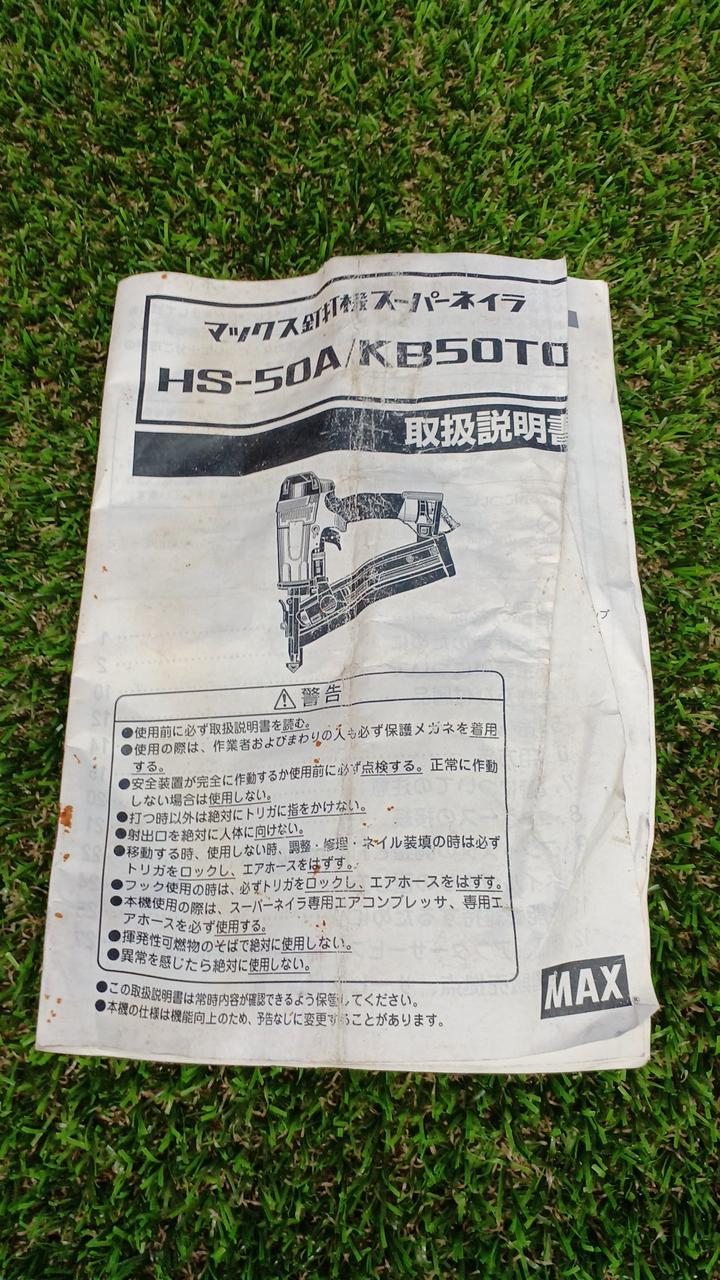 マックス釘打機スーパーネイラ
HS-50A/KB50TO
取扱説明書
警告
●使用前に必ず取扱説明書を読む。
●使用の際は、作業者およびまわりの人も必ず保護メガネを着用
する。
●安全装置が完全に作動するか使用前に必ず点検する。正常に作動
しない場合は使用しない。
●打つ時以外は絶対にトリガに指をかけない。
●射出口を絶対に人体に向けない。
●移動する時、使用しない時、調整・修理・ネイル装填の時は必ず
トリガをロックし、エアホースをはずす。
●フック使用の時は、必ずトリガをロックし、エアホースをはずす。
●本機使用の際は、スーパーネイラ専用エアコンプレッサ、専用エ
アホースを必ず使用する。
●揮発性可燃物のそばで絶対に使用しない。
●異常を感じたら絶対に使用しない。
●この取扱説明書は常時内容が確認できるよう保管してください。
●本機の仕様は機能向上のため、予告なしに変更することがあります。
MAX®